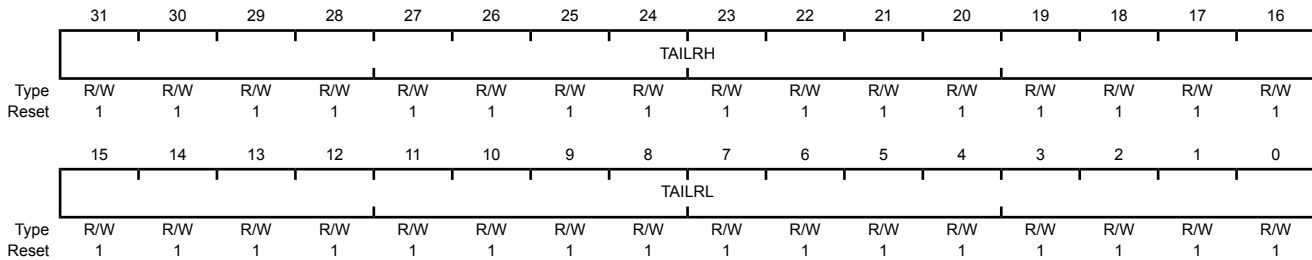 31 30 29 28 27 26 25 24 23 22 21 20 19 18 17 16
TAILRH
Type R/W R/W R/W R/W R/W R/W R/W R/W R/W R/W R/W R/W R/W R/W R/W R/W
Reset 1 1 1 1 1 1 1 1 1 1 1 1 1 1 1 1
15 14 13 12 11 10 9 8 7 6 5 4 3 2 1 0
TAILRL
Type R/W R/W R/W R/W R/W R/W R/W R/W R/W R/W R/W R/W R/W R/W R/W R/W
Reset 1 1 1 1 1 1 1 1 1 1 1 1 1 1 1 1